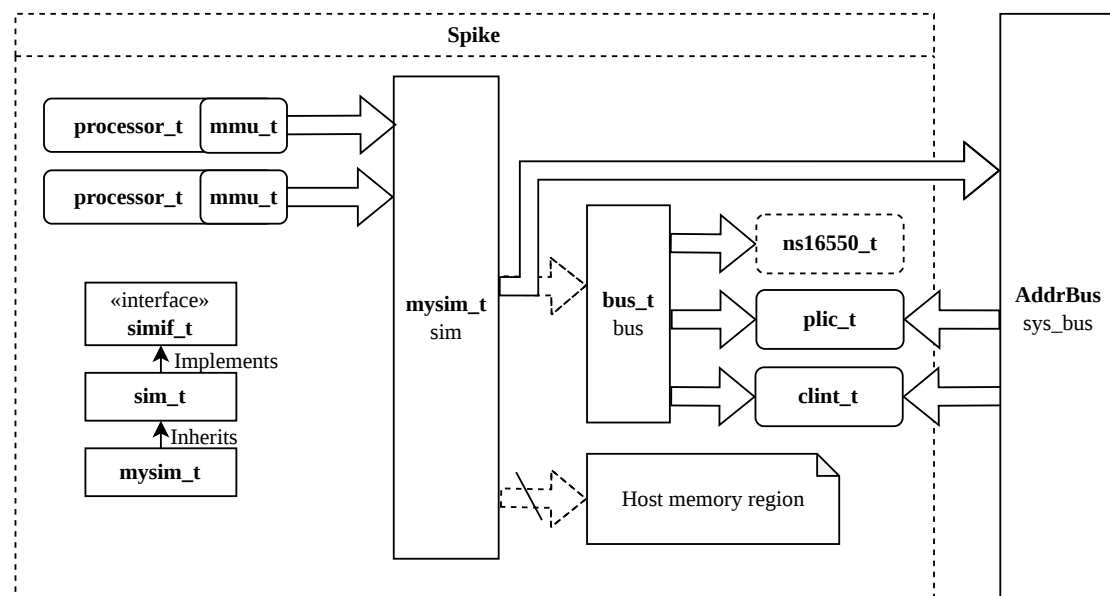 Spike
processor_t
mmu_t
processor_t
mmu_t
«interface»
simif_t
Implements
sim_t
Inherits
mysim_t
mysim_t
sim
bus_t
bus
ns16550_t
plic_t
clint_t
Host memory region
AddrBus
sys_bus